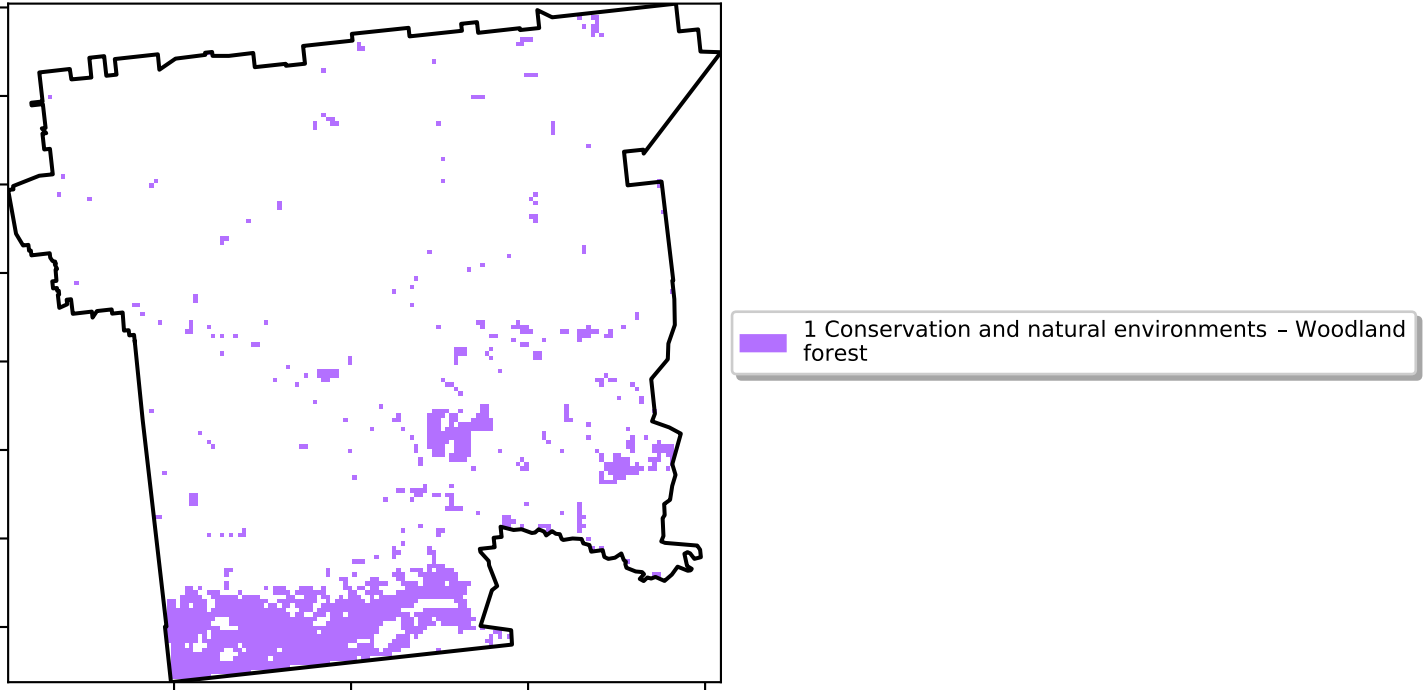 1 Conservation and natural environments – Woodland
forest